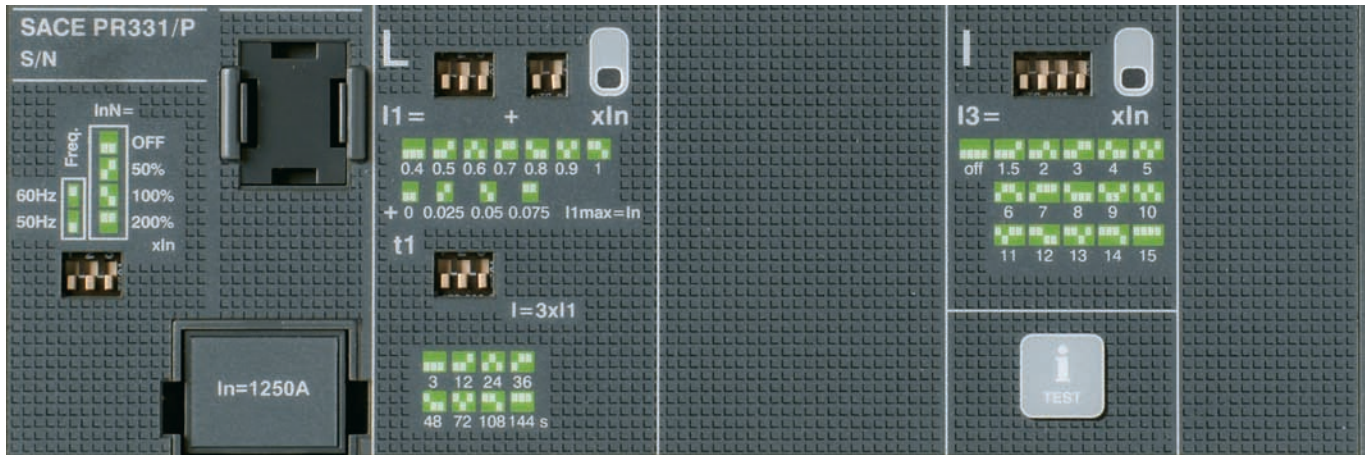 SACE PR331/P
S/N
InN=
Freq.
OFF
50%
60Hz
100%
50Hz
200%
xIn
In=1250A
L
I1= + xIn
0.4 0.5 0.6 0.7 0.8 0.9 1
+ 0 0.025 0.05 0.075 I1max=In
t1
I=3xI1
3 12 24 36
48 72 108 144 s
I
I3= xIn
off 1.5 2 3 4 5
6 7 8 9 10
11 12 13 14 15
i
TEST